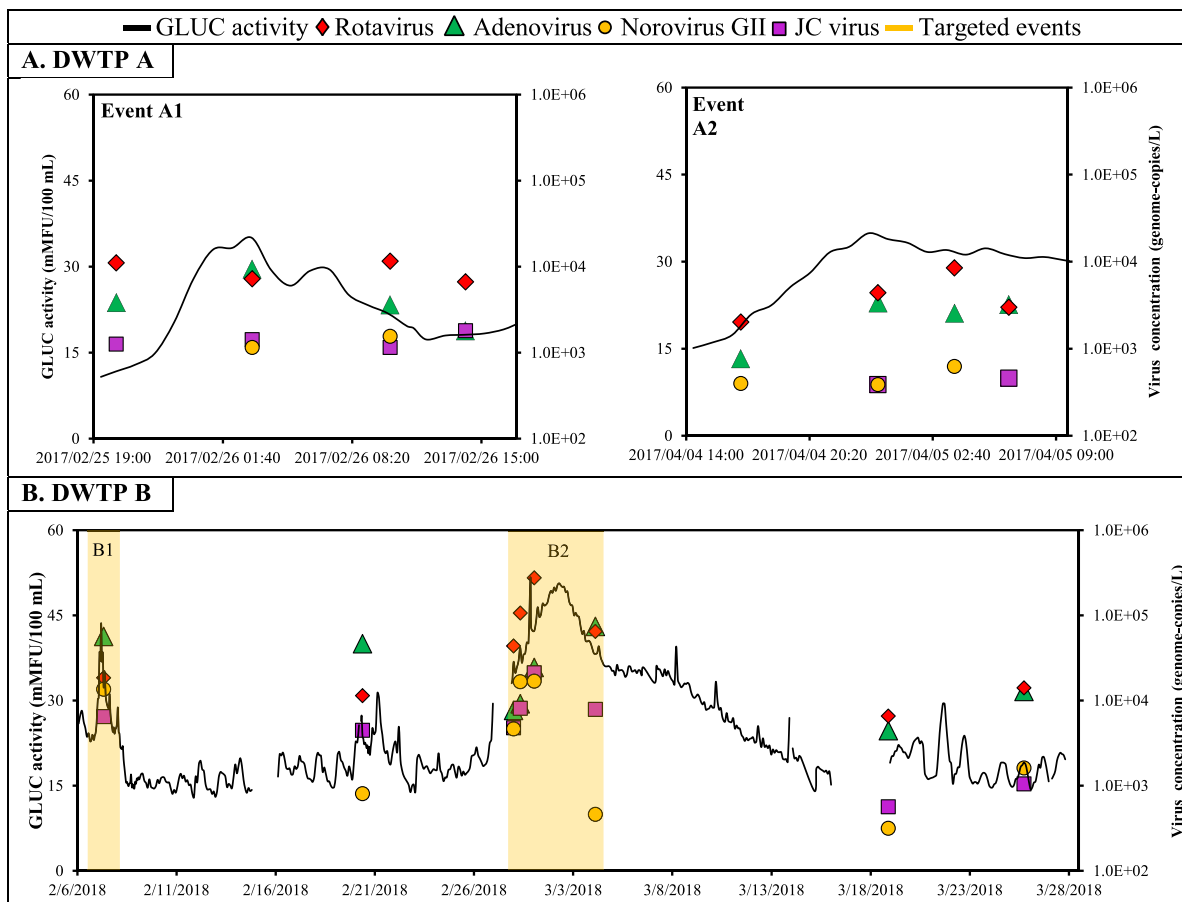 GLUC activity Rotavirus Adenovirus Norovirus GII JC virus Targeted events
A. DWTP A
Event A1
GLUC activity (mMFU/100 mL)
60
45
30
15
0
1.0E+06
1.0E+05
1.0E+04
1.0E+03
1.0E+02
2017/02/25 19:00 2017/02/26 01:40 2017/02/26 08:20 2017/02/26 15:00
Event
A2
60
45
30
15
0
1.0E+06
1.0E+05
1.0E+04
1.0E+03
1.0E+02
Virus concentration (genome-copies/L)
2017/04/04 14:00 2017/04/04 20:20 2017/04/05 02:40 2017/04/05 09:00
B. DWTP B
B1
B2
GLUC activity (mMFU/100 mL)
60
45
30
15
0
1.0E+06
1.0E+05
1.0E+04
1.0E+03
1.0E+02
Virus concentration (genome-copies/L)
2/6/2018 2/11/2018 2/16/2018 2/21/2018 2/26/2018 3/3/2018 3/8/2018 3/13/2018 3/18/2018 3/23/2018 3/28/2018